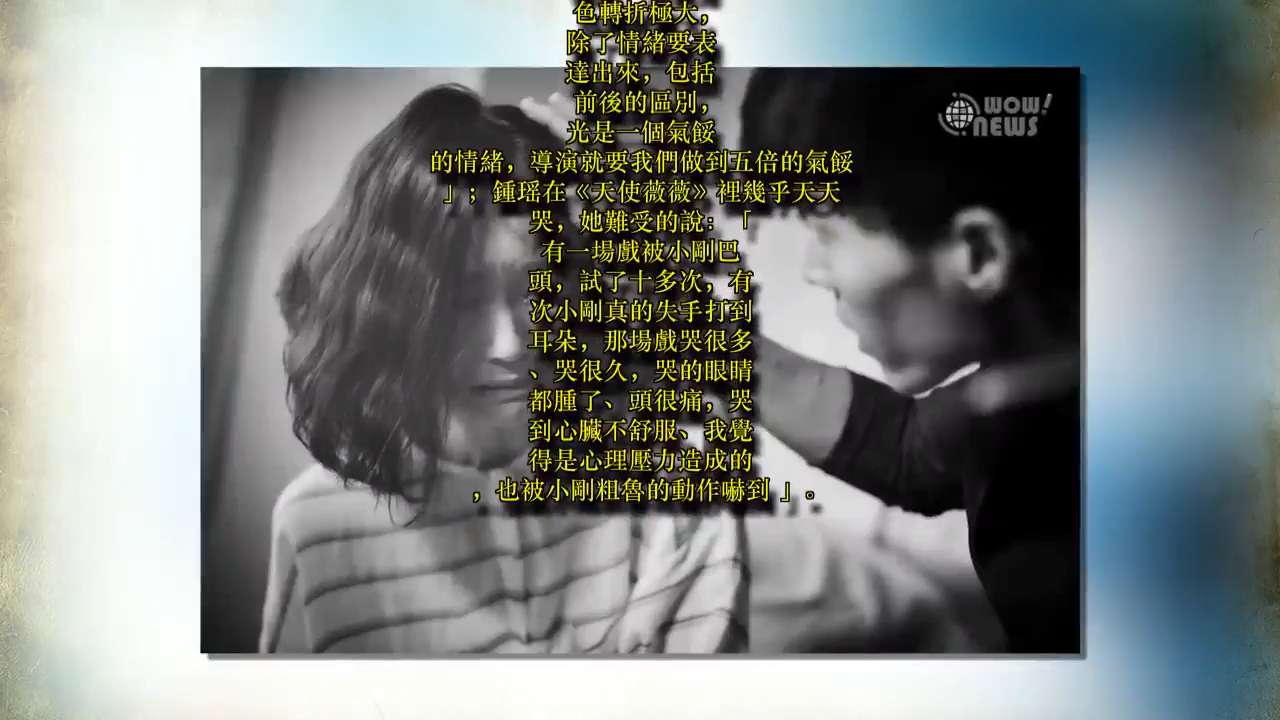 色轉折極大，
除了情緒要表
達出來，包括
前後的區別，
光是一個氣餒
的情緒，導演就要我們做到五倍的氣餒
」；鍾瑶在《天使薇薇》裡幾乎天天
哭，她難受的說：「
有一場戲被小剛巴
頭，試了十多次，有
次小剛真的失手打到
耳朵，那場戲哭很多
、哭很久，哭的眼睛
都腫了、頭很痛，哭
到心臟不舒服、我覺
得是心理壓力造成的
，也被小剛粗魯的動作嚇到 」。
WOW!
NEWS